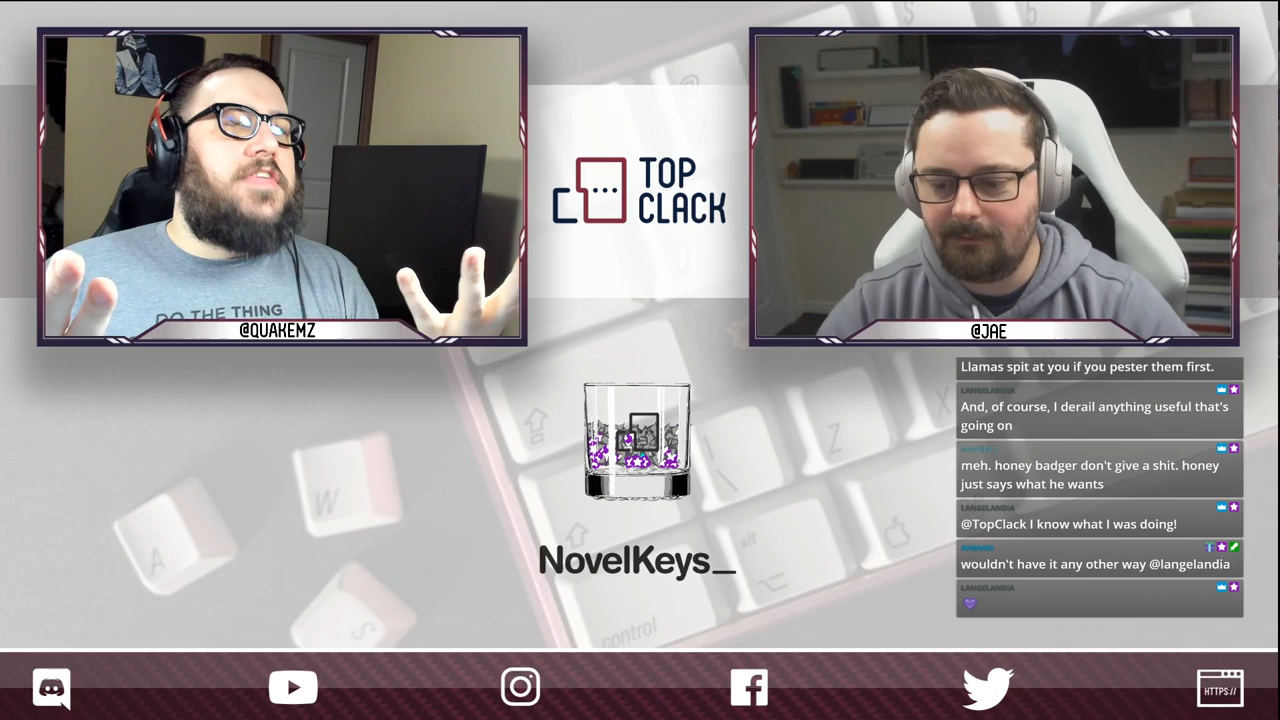 DO THE THING
@QUAKEMZ
TOP
CLACK
@JAE
NovelKeys_
Llamas spit at you if you pester them first.
LANGELANDIA
And, of course, I derail anything useful that's
going on
meh. honey badger don't give a shit. honey
just says what he wants
LANGELANDIA
@TopClack I know what I was doing!
wouldn't have it any other way @langelandia
LANGELANDIA
A
W
S
Z
X
alt
control
HTTPS://